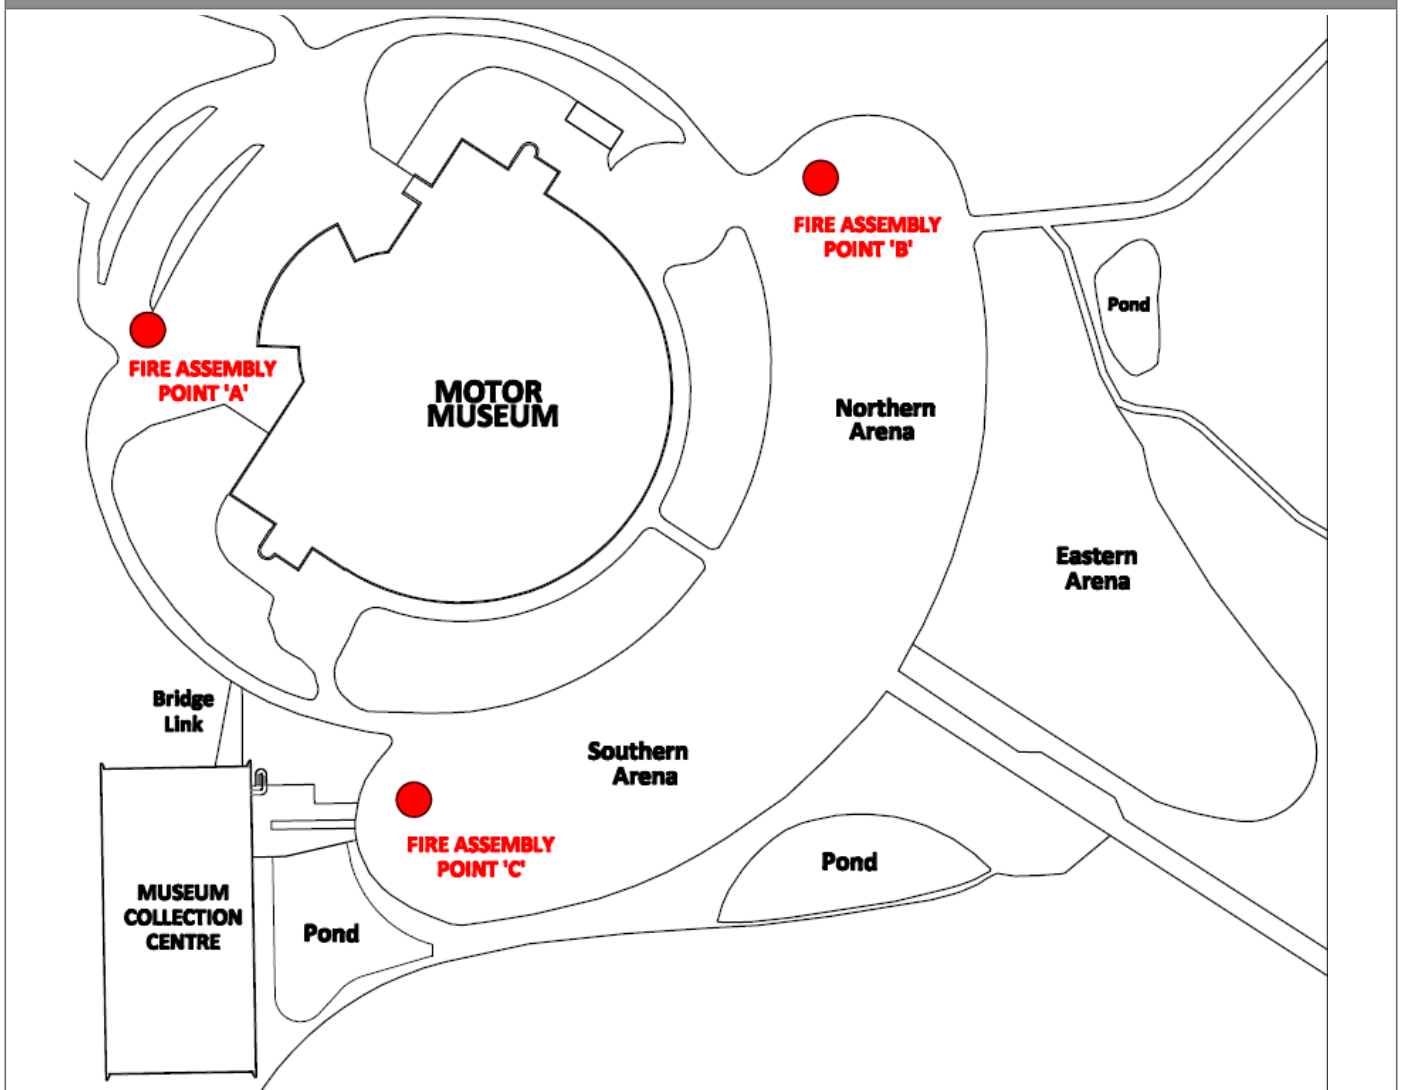 FIRE ASSEMBLY
POINT 'B'
Pond
FIRE ASSEMBLY
POINT 'A'
MOTOR
MUSEUM
Northern
Arena
Eastern
Arena
Bridge
Link
Southern
Arena
FIRE ASSEMBLY
POINT 'C'
Pond
MUSEUM
COLLECTION
CENTRE
Pond